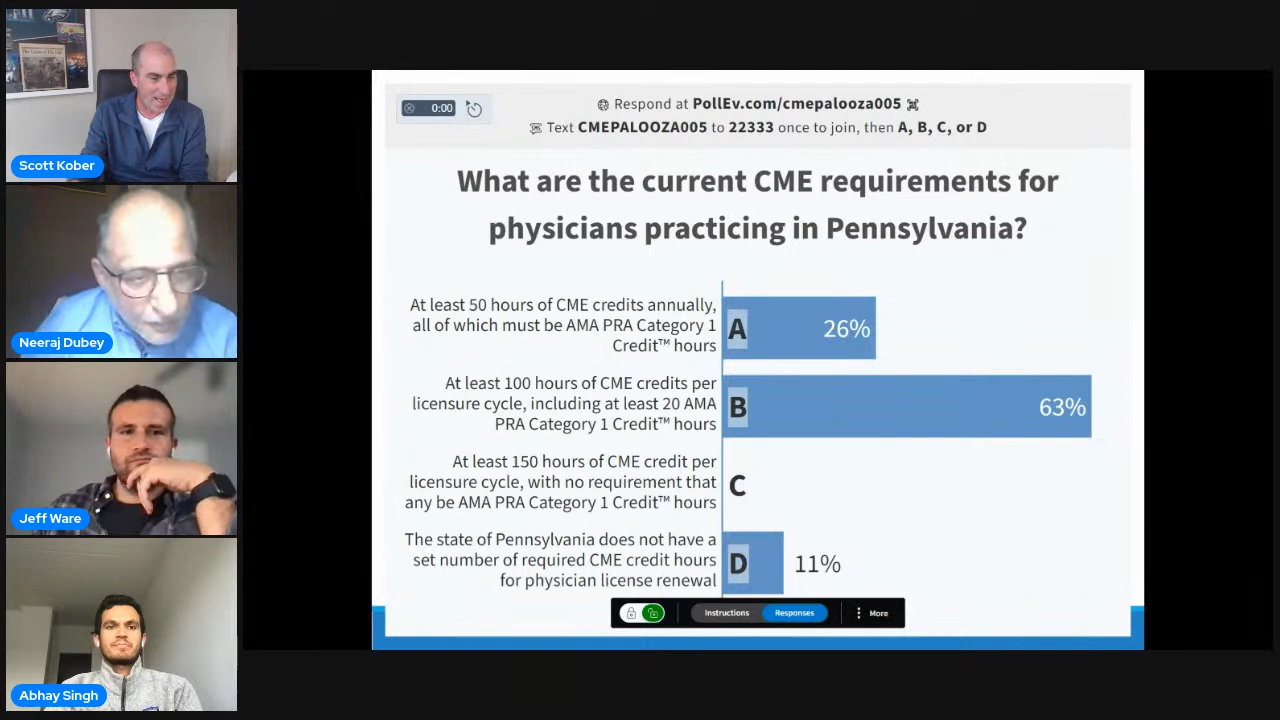 Scott Kober
Neeraj Dubey
Jeff Ware
Abhay Singh
0:00
Respond at PollEv.com/cmepalooza005
Text CMEPALOOZA005 to 22333 once to join, then A, B, C, or D
What are the current CME requirements for
physicians practicing in Pennsylvania?
At least 50 hours of CME credits annually,
all of which must be AMA PRA Category 1
Credit™ hours
A
26%
At least 100 hours of CME credits per
licensure cycle, including at least 20 AMA
PRA Category 1 Credit™ hours
B
63%
At least 150 hours of CME credit per
licensure cycle, with no requirement that
any be AMA PRA Category 1 Credit™ hours
C
The state of Pennsylvania does not have a
set number of required CME credit hours
for physician license renewal
D
11%
Instructions
Responses
More